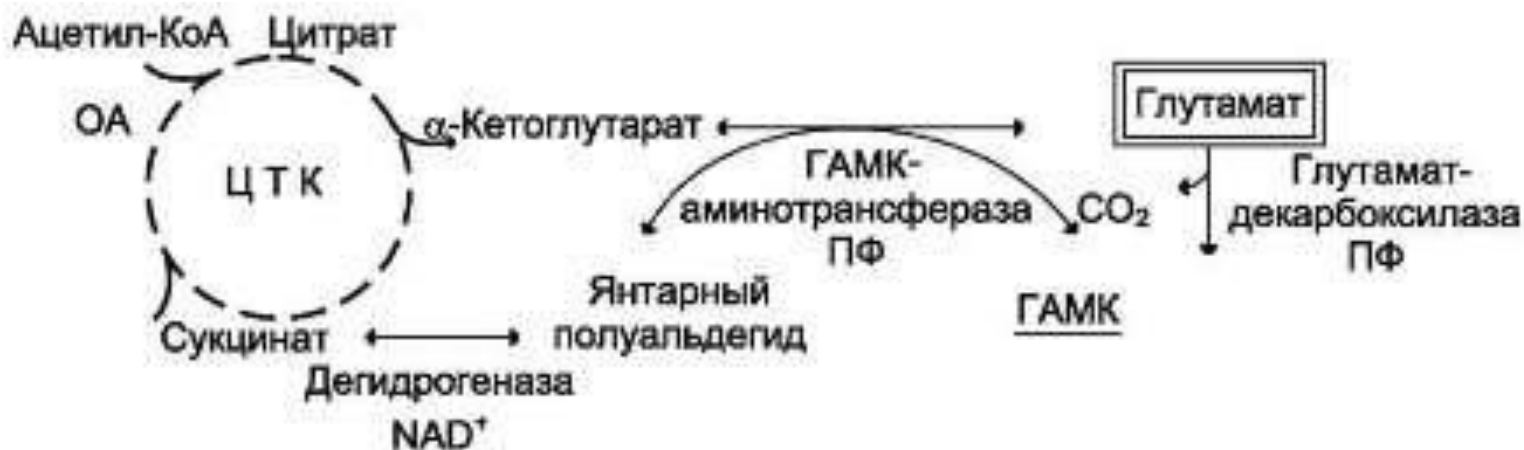 Ацетил-КоА Цитрат
ОА
ЦТК
α-Кетоглутарат
Глутамат
ГАМК-
аминотрансфераза
ПФ
CO₂
Глутамат-
декарбоксилаза
ПФ
Янтарный
полуальдегид
ГАМК
Сукцинат
Дегидрогеназа
NAD⁺